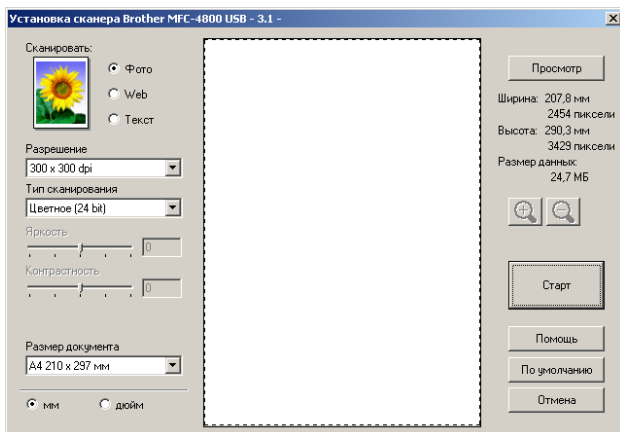 Установка сканера Brother MFC-4800 USB - 3.1 -
Сканировать:
Фото
Web
Текст
Разрешение
300 x 300 dpi
Тип сканирования
Цветное (24 bit)
Яркость
0
Контрастность
0
Размер документа
A4 210 x 297 мм
мм дюйм
Просмотр
Ширина: 207,8 мм
2454 пиксели
Высота: 290,3 мм
3429 пиксели
Размер данных:
24,7 МБ
Старт
Помощь
По умолчанию
Отмена